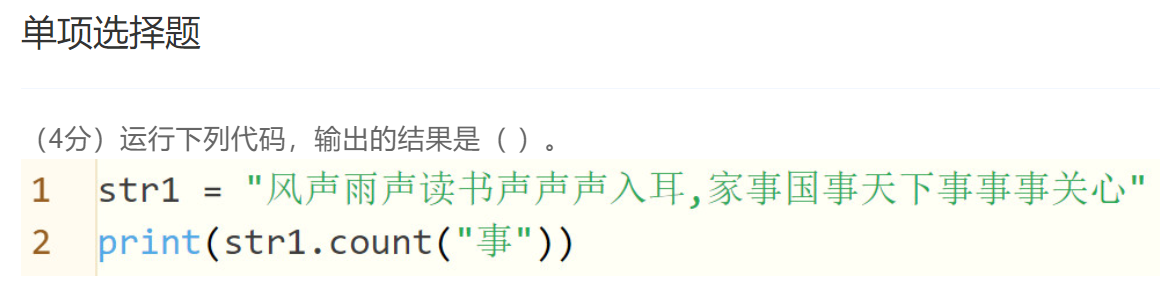 单项选择题
（4分）运行下列代码，输出的结果是（ ）。
1 str1 = "风声雨声读书声声声入耳,家事国事天下事事事关心"
2 print(str1.count("事"))